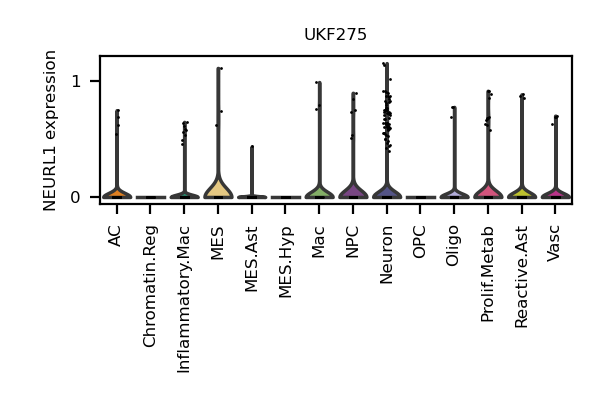 UKF275
NEURL1 expression
1
0
AC
Chromatin.Reg
Inflammatory.Mac
MES
MES.Ast
MES.Hyp
Mac
NPC
Neuron
OPC
Oligo
Prolif.Metab
Reactive.Ast
Vasc